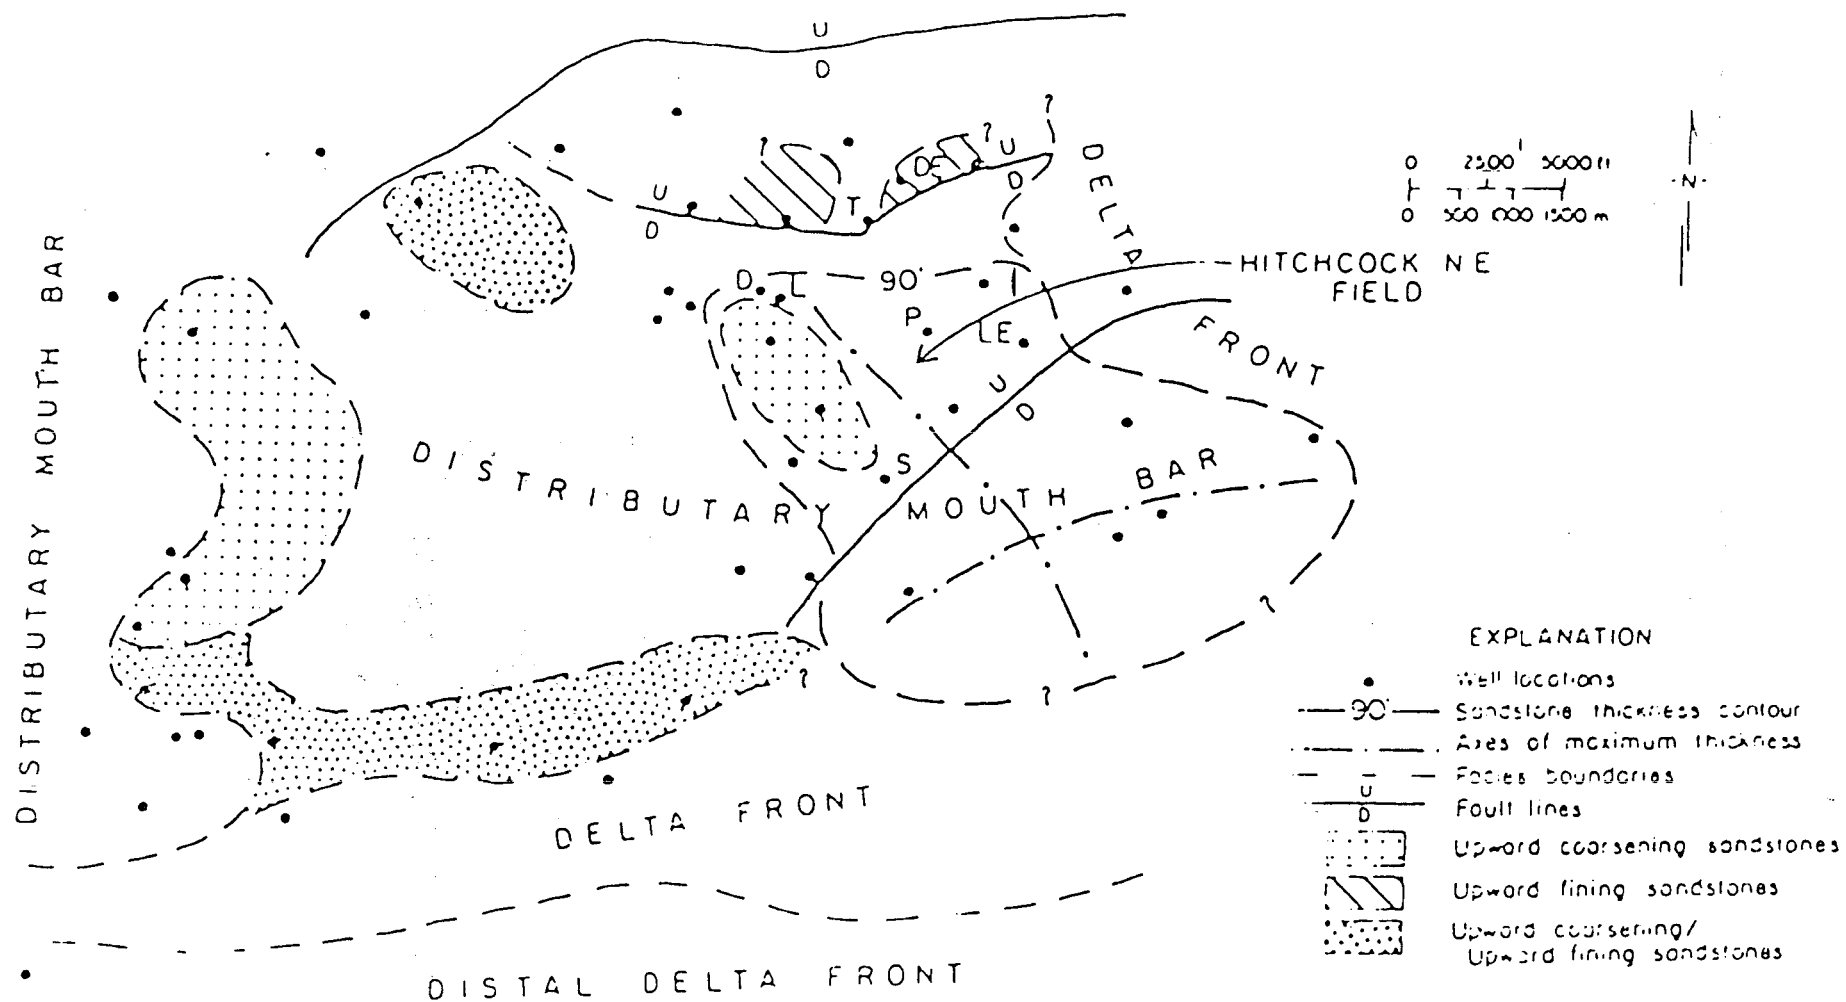 U
D
?
?
?
U
D
DF
T
U
D
DELTA
FRONT
0 2500' 5000 ft
0 500 1000 1500 m
N
HITCHCOCK N E
FIELD
D L
90'
P
LE
U
D
S
DISTRIBUTARY MOUTH BAR
DISTRIBUTARY MOUTH BAR
?
?
?
DELTA FRONT
DISTAL DELTA FRONT
EXPLANATION
Well locations
90' Sandstone thickness contour
Axes of maximum thickness
Facies boundaries
U
D
Fault lines
Upward coarsening sandstones
Upward fining sandstones
Upward coarsening/
Upward fining sandstones